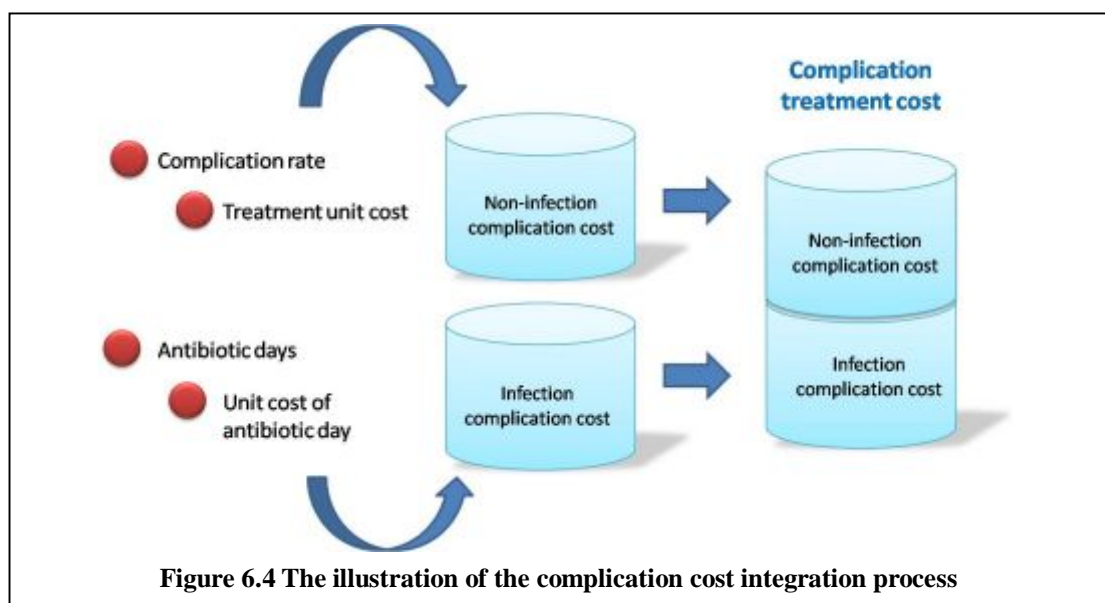 Complication rate
Treatment unit cost
Non-infection
complication cost
Antibiotic days
Unit cost of
antibiotic day
Infection
complication cost
Complication
treatment cost
Non-infection
complication cost
Infection
complication cost
Figure 6.4 The illustration of the complication cost integration process